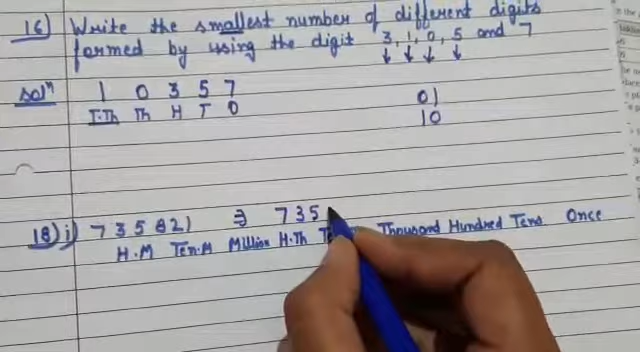 16) Write the smallest number of different digits
formed by using the digit 3, 1, 0, 5 and 7
↓ ↓ ↓ ↓
Solⁿ 1 0 3 5 7
T.Th Th H T O
01
10
18) i) 7 3 5 8 2 1 ∋ 7 3 5
H.M Ten.M Million H.Th Thousand Hundred Tens Once